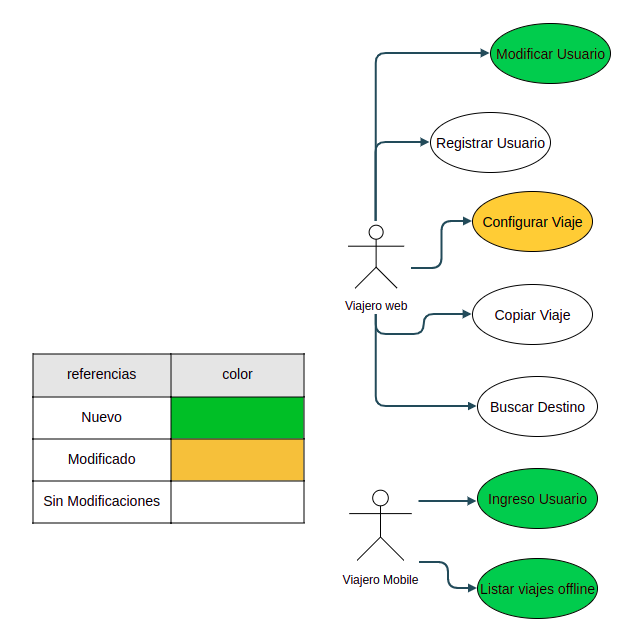 Modificar Usuario
Registrar Usuario
Configurar Viaje
Viajero web
Copiar Viaje
referencias color
Nuevo
Modificado
Sin Modificaciones
Buscar Destino
Ingreso Usuario
Viajero Mobile
Listar viajes offline